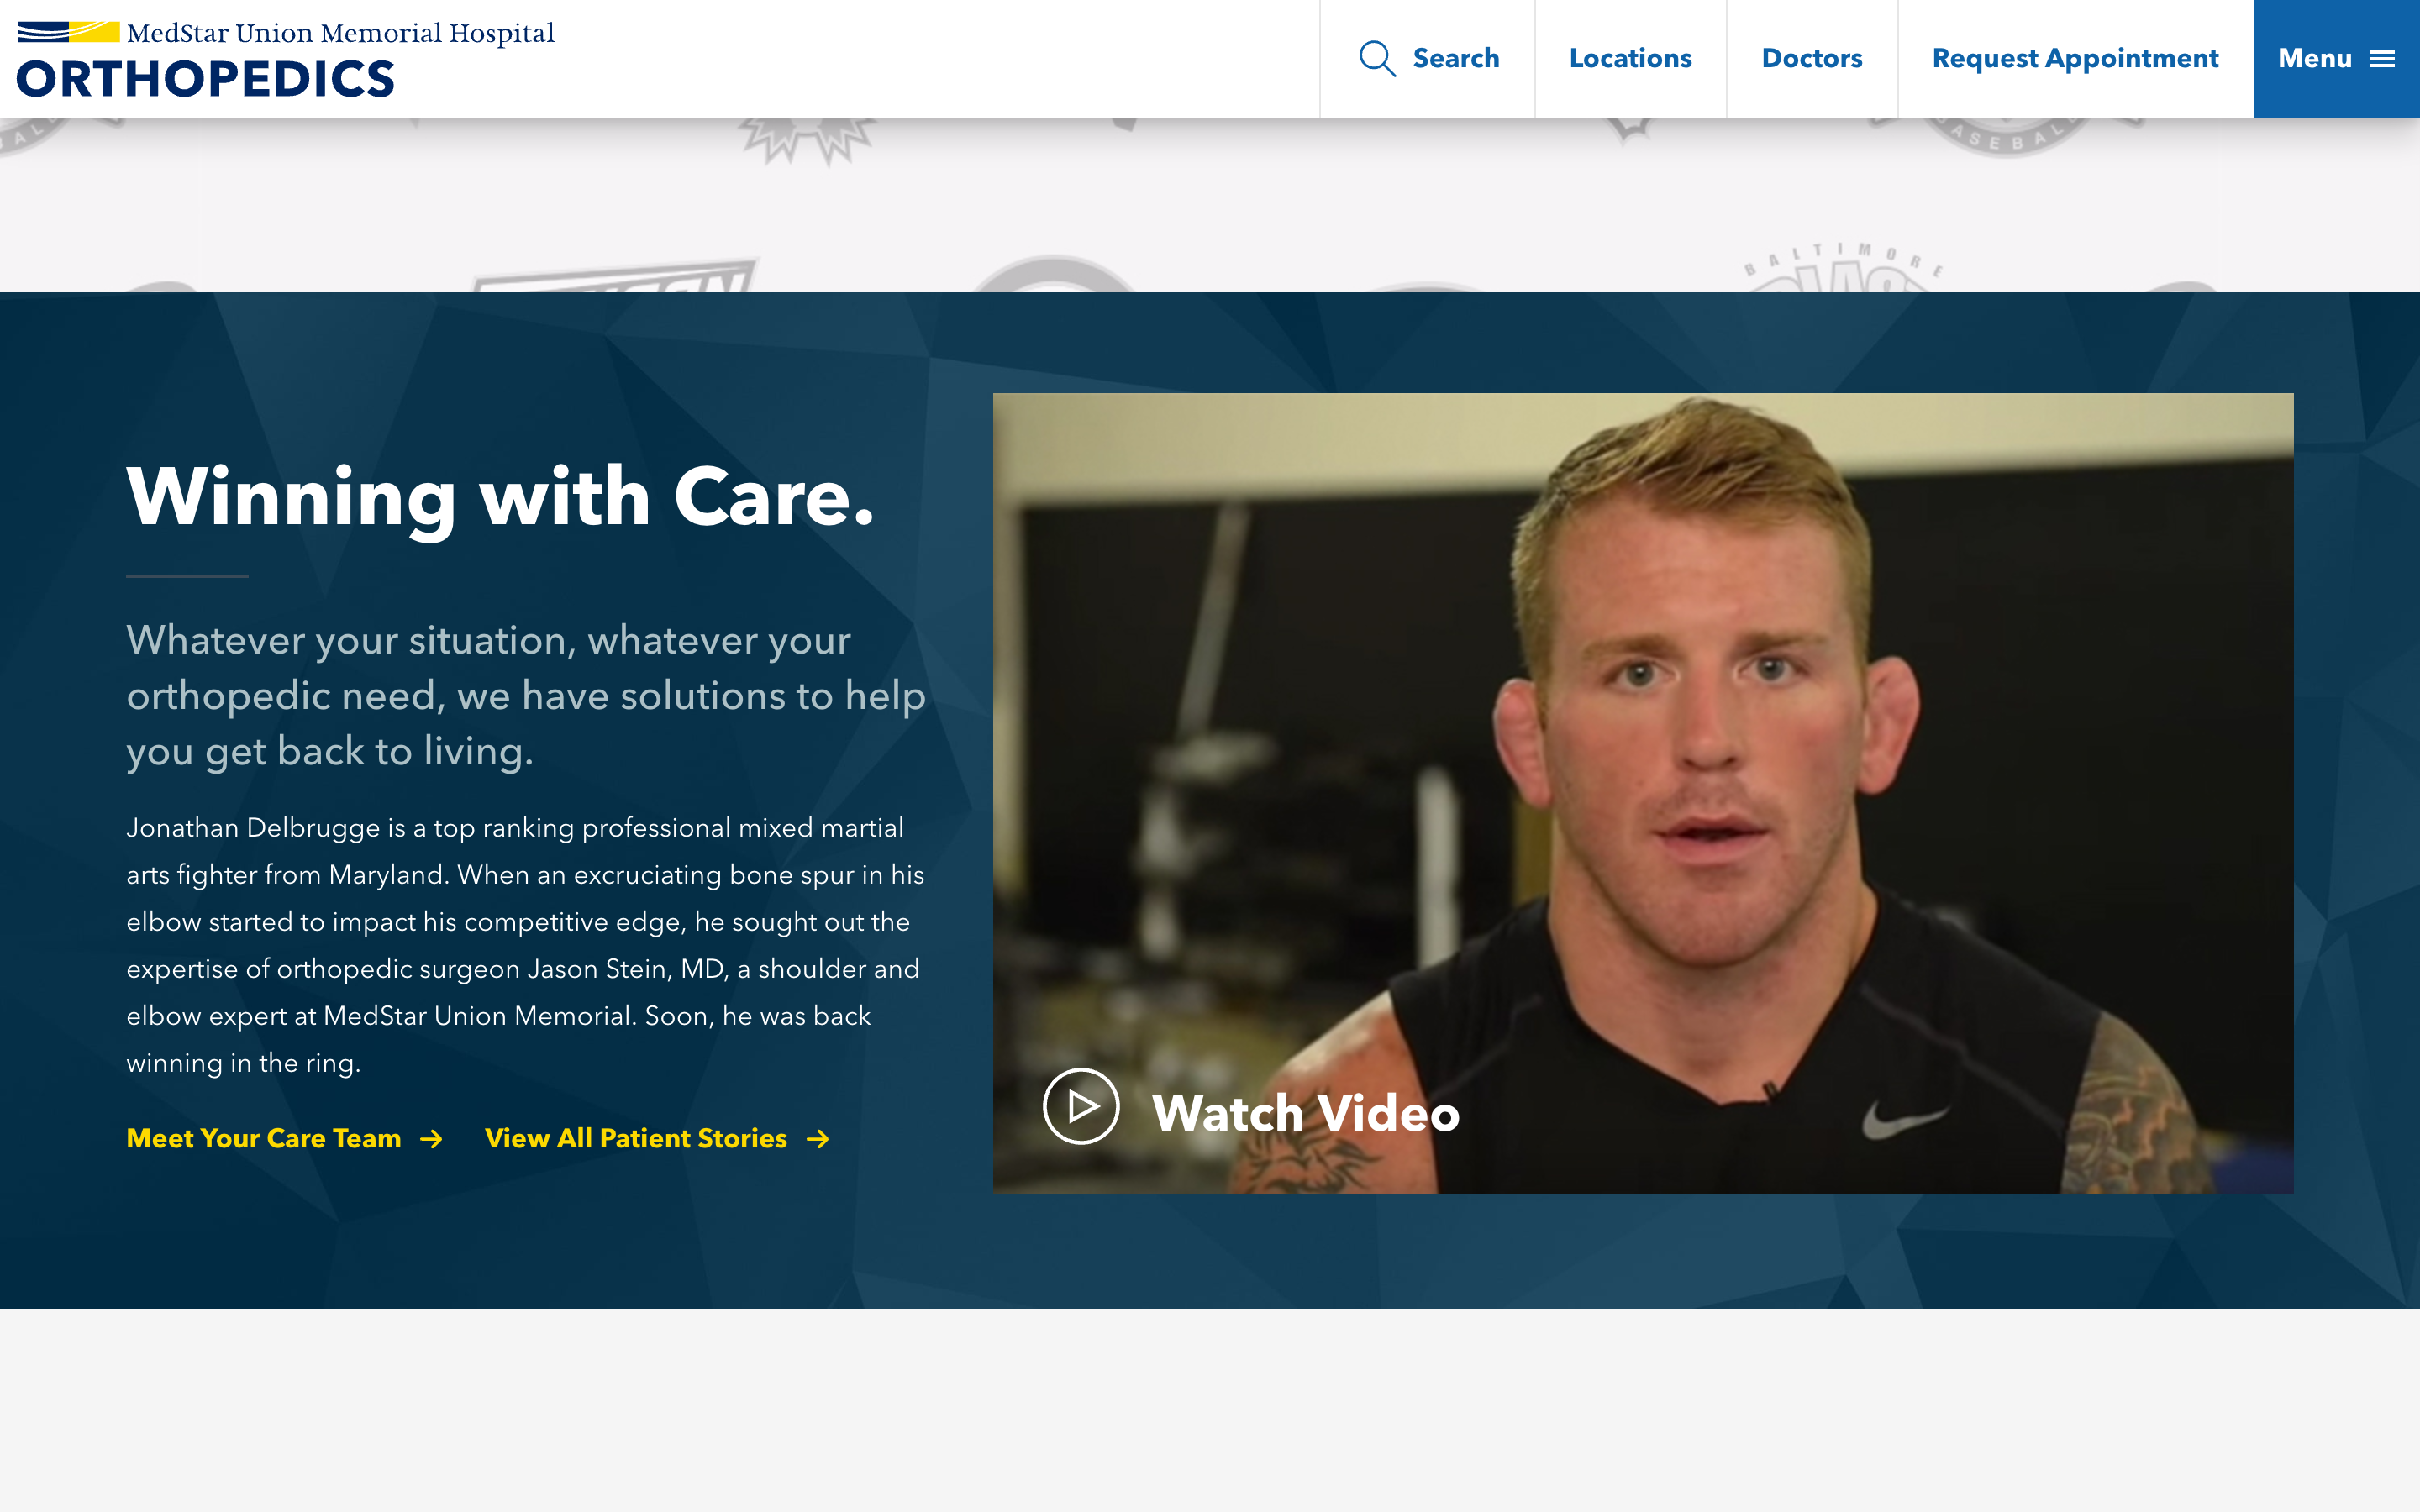 MedStar Union Memorial Hospital
ORTHOPEDICS
Search
Locations
Doctors
Request Appointment
Menu
BALTIMORE
Winning with Care.
Whatever your situation, whatever your
orthopedic need, we have solutions to help
you get back to living.
Jonathan Delbrugge is a top ranking professional mixed martial
arts fighter from Maryland. When an excruciating bone spur in his
elbow started to impact his competitive edge, he sought out the
expertise of orthopedic surgeon Jason Stein, MD, a shoulder and
elbow expert at MedStar Union Memorial. Soon, he was back
winning in the ring.
Meet Your Care Team
View All Patient Stories
Watch Video